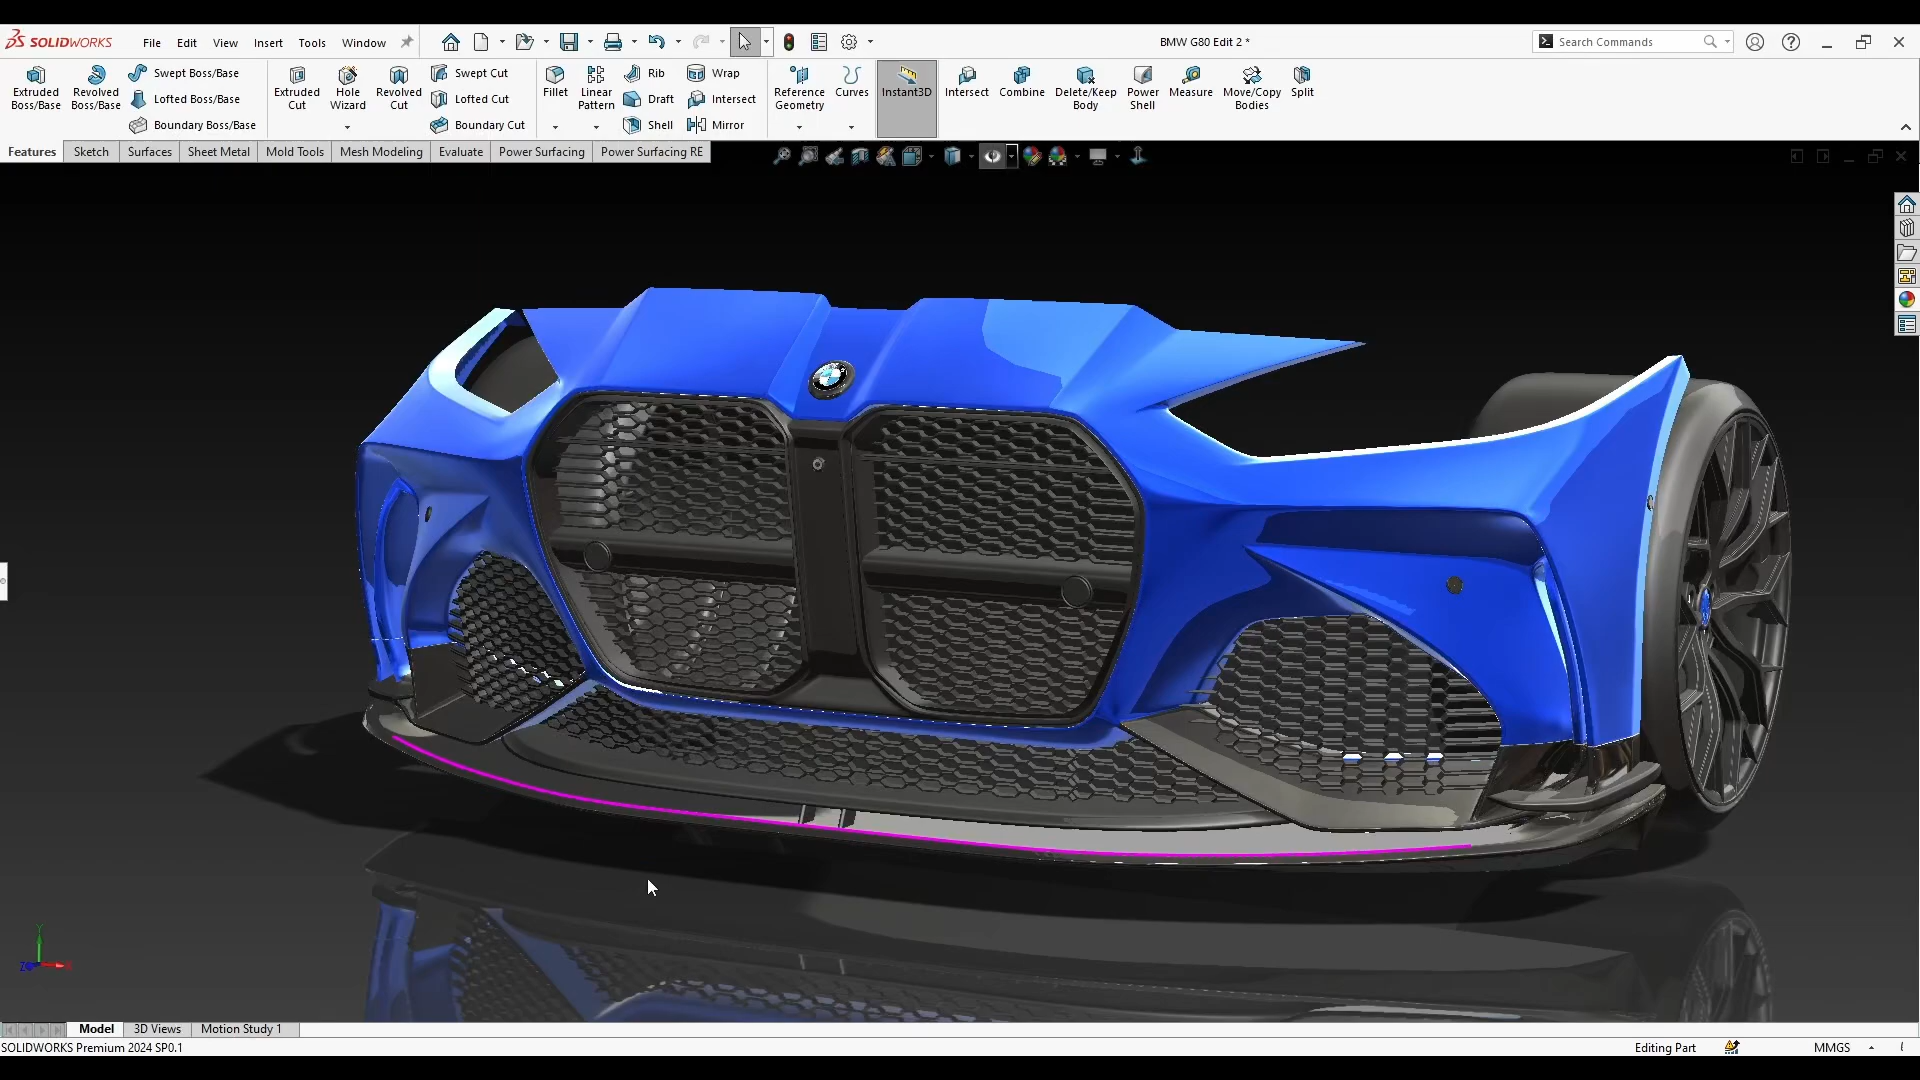 SOLIDWORKS File Edit View Insert Tools Window BMW G80 Edit 2 * Search Commands
Extruded Boss/Base
Revolved Boss/Base
Swept Boss/Base
Lofted Boss/Base
Boundary Boss/Base
Extruded Cut
Hole Wizard
Revolved Cut
Swept Cut
Lofted Cut
Boundary Cut
Fillet
Linear Pattern
Rib
Draft
Shell
Wrap
Intersect
Mirror
Reference Geometry
Curves
Instant3D
Intersect
Combine
Delete/Keep Body
Power Shell
Measure
Move/Copy Bodies
Split
Features Sketch Surfaces Sheet Metal Mold Tools Mesh Modeling Evaluate Power Surfacing Power Surfacing RE
Model 3D Views Motion Study 1
SOLIDWORKS Premium 2024 SP0.1 Editing Part MMGS